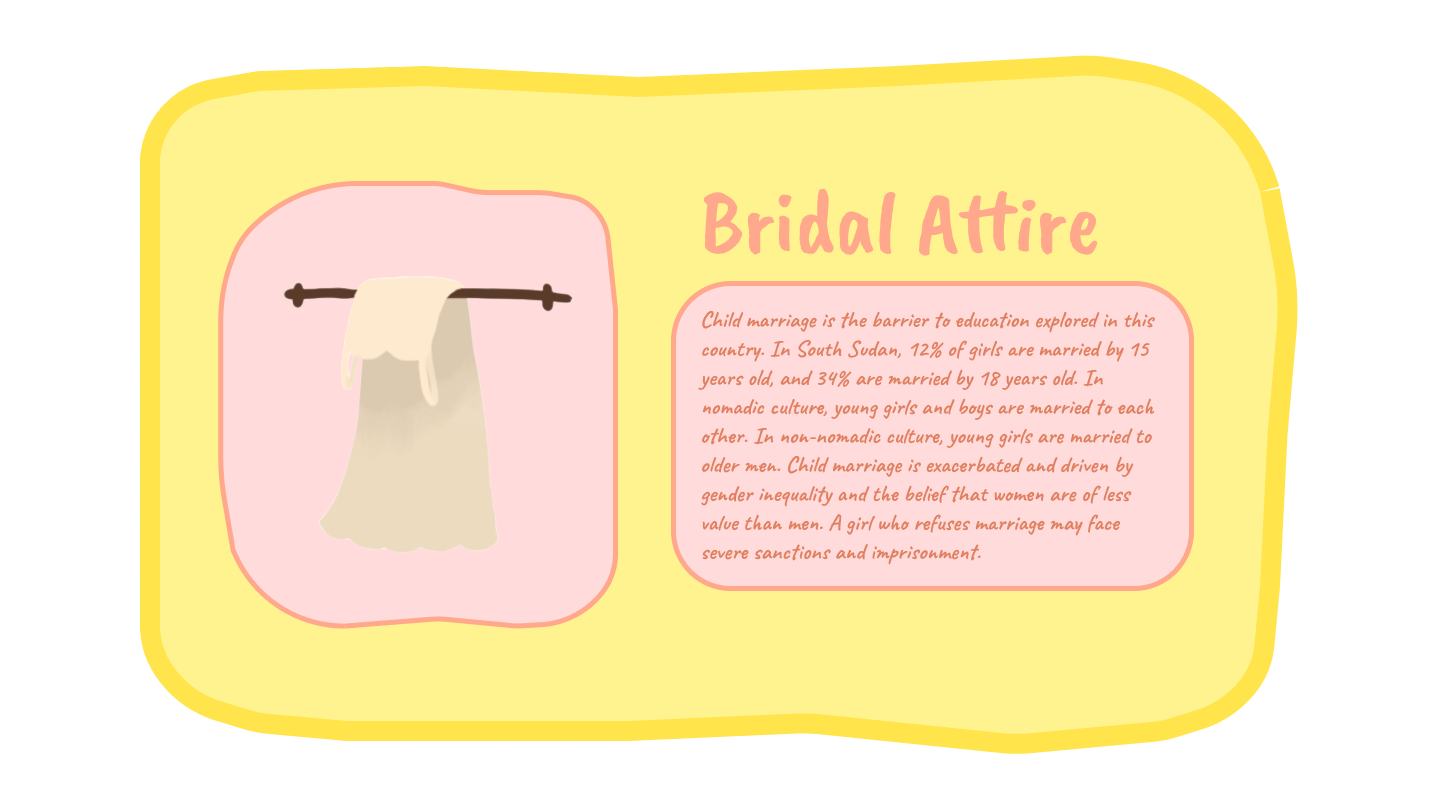 Bridal Attire
Child marriage is the barrier to education explored in this
country. In South Sudan, 12% of girls are married by 15
years old, and 34% are married by 18 years old. In
nomadic culture, young girls and boys are married to each
other. In non-nomadic culture, young girls are married to
older men. Child marriage is exacerbated and driven by
gender inequality and the belief that women are of less
value than men. A girl who refuses marriage may face
severe sanctions and imprisonment.